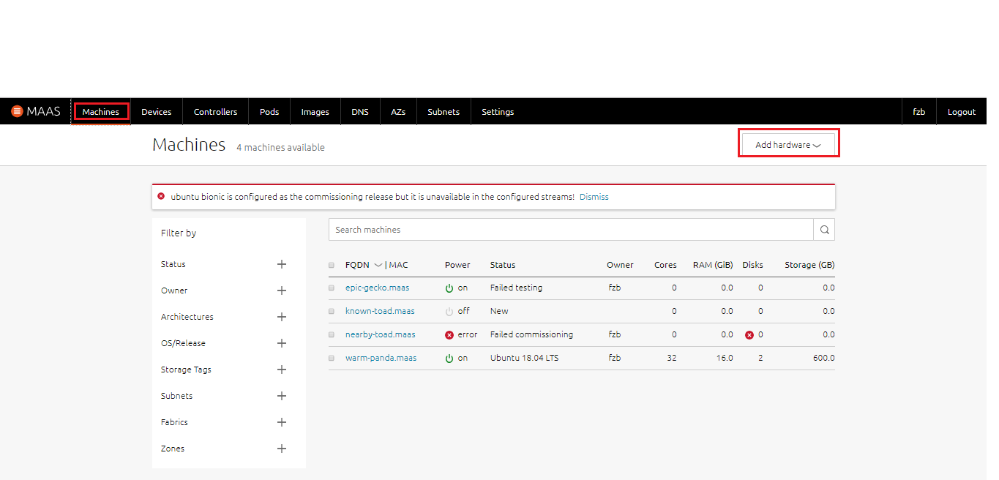 MAAS Machines Devices Controllers Pods Images DNS AZs Subnets Settings fzb Logout
Machines 4 machines available Add hardware
ubuntu bionic is configured as the commissioning release but it is unavailable in the configured streams! Dismiss
Filter by
Status
Owner
Architectures
OS/Release
Storage Tags
Subnets
Fabrics
Zones
Search machines
FQDN | MAC Power Status Owner Cores RAM (GiB) Disks Storage (GB)
epic-gecko.maas on Failed testing fzb 0 0.0 0 0.0
known-toad.maas off New 0 0.0 0 0.0
nearby-toad.maas error Failed commissioning fzb 0 0.0 0 0.0
warm-panda.maas on Ubuntu 18.04 LTS fzb 32 16.0 2 600.0